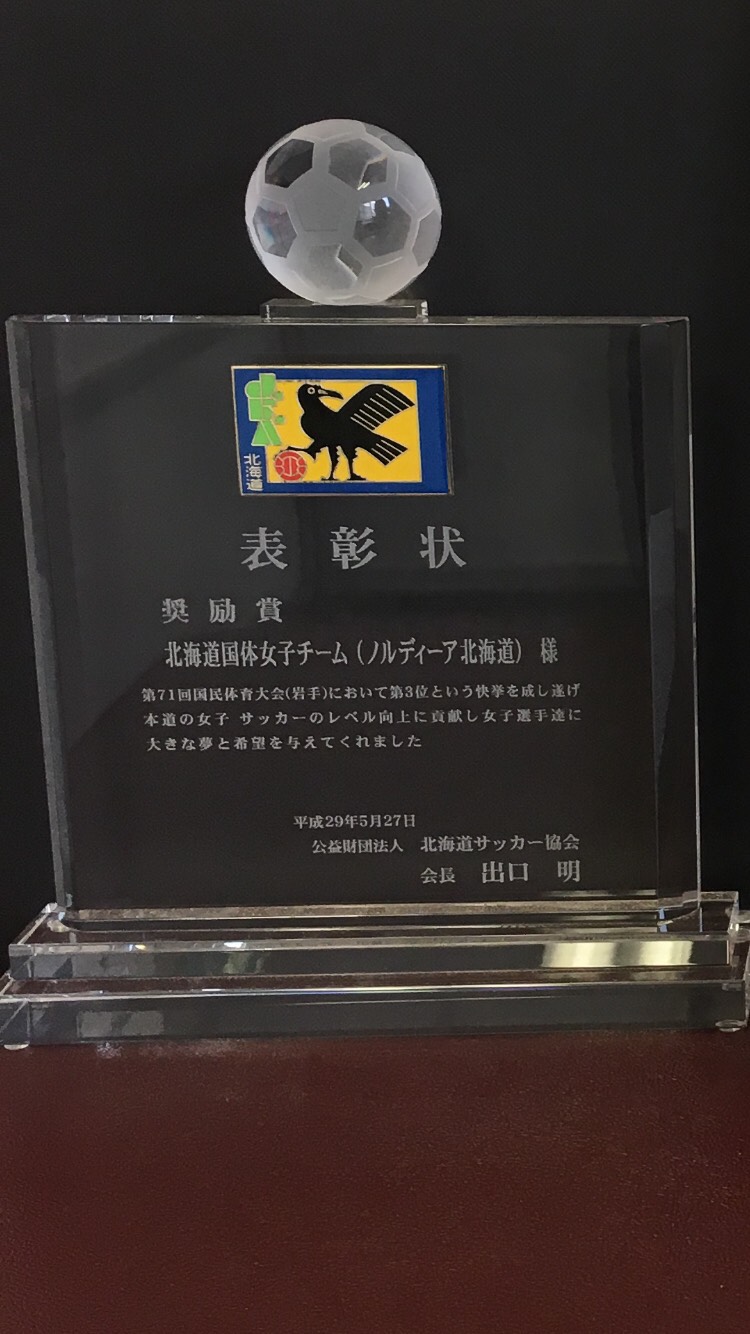 北海道
表彰状
奨励賞
北海道国体女子チーム(ノルディーア北海道) 様
第71回国民体育大会(岩手)において第3位という快挙を成し遂げ
本道の女子 サッカーのレベル向上に貢献し女子選手達に
大きな夢と希望を与えてくれました
平成29年5月27日
公益財団法人 北海道サッカー協会
会長 出口 明